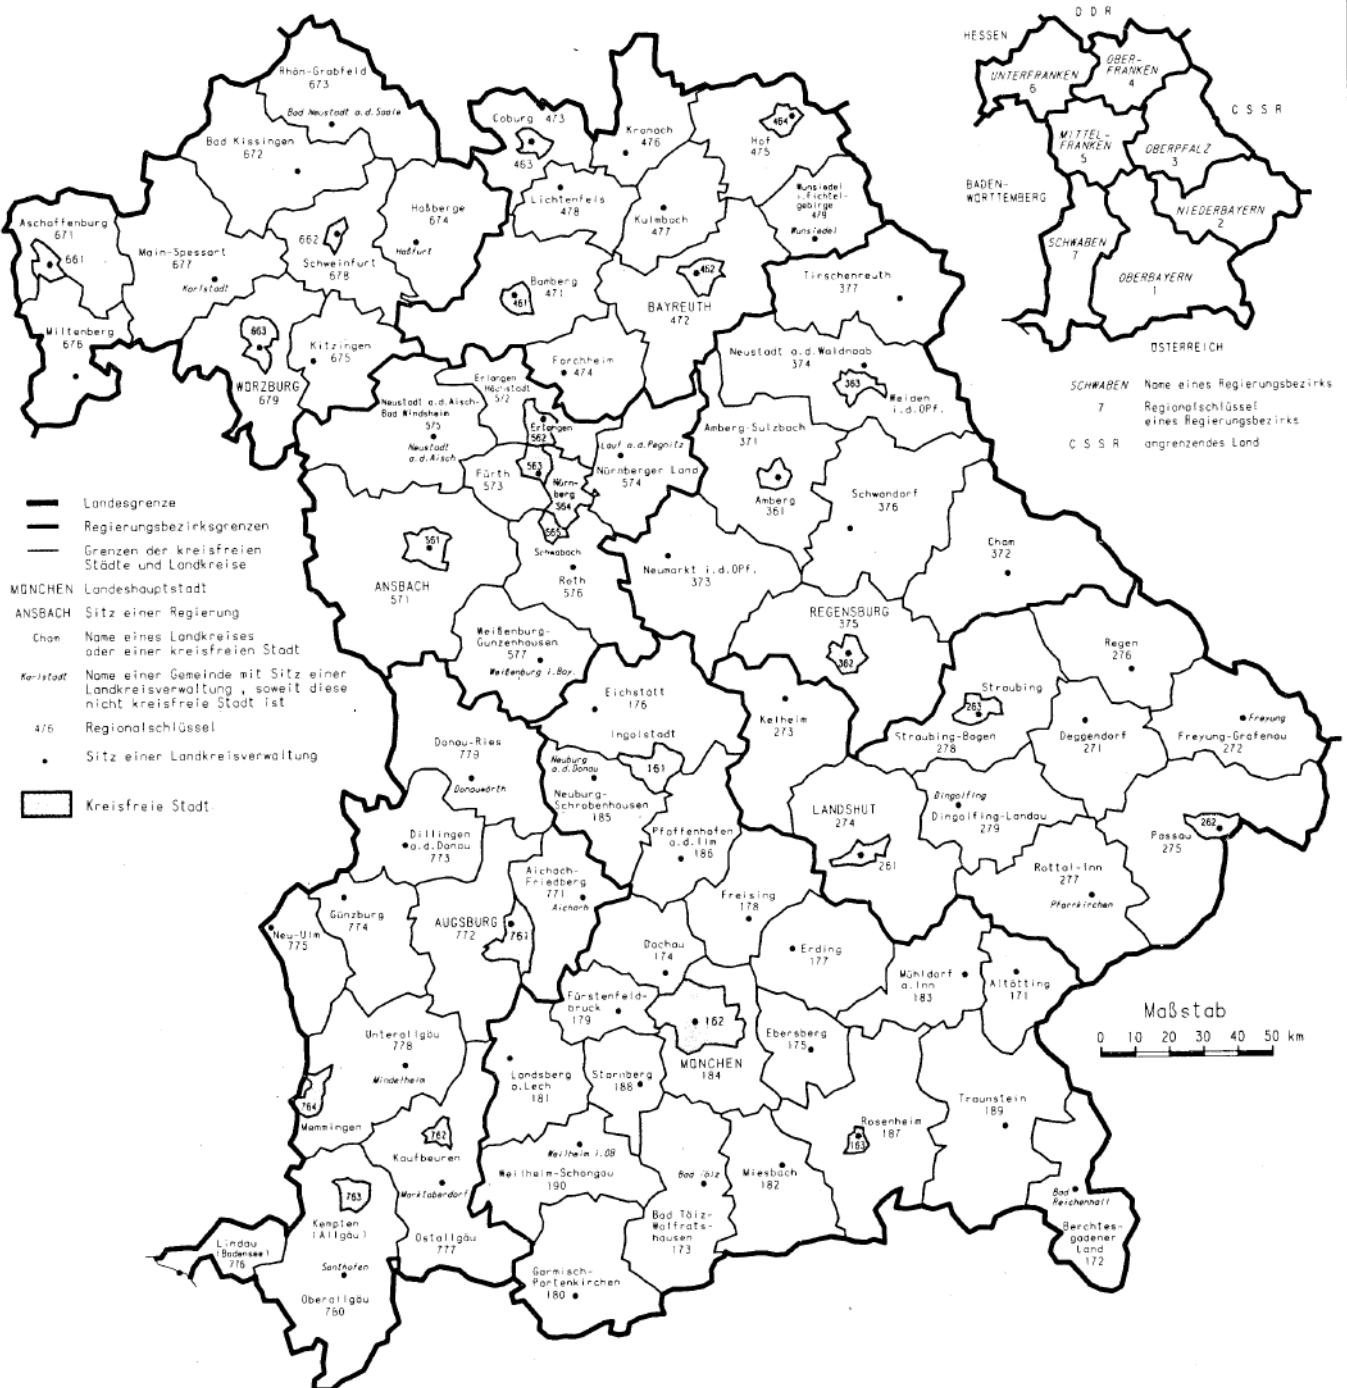 D D R
HESSEN
UNTERFRANKEN
6
OBER-
FRANKEN
4
C S S R
MITTEL-
FRANKEN
5
OBERPFALZ
3
BADEN-
WÜRTTEMBERG
NIEDERBAYERN
2
SCHWABEN
7
OBERBAYERN
1
ÖSTERREICH
SCHWABEN Name eines Regierungsbezirks
7 Regionalschlüssel
eines Regierungsbezirks
C S S R angrenzendes Land
Rhön-Grabfeld
673
Bad Neustadt a.d. Saale
Bad Kissingen
672
Coburg 473
463
Kronach
476
464
Hof
475
Aschaffenburg
671
661
Main-Spessart
677
Karlstadt
662
Schweinfurt
678
Haßberge
674
Haßfurt
Lichtenfels
478
Kulmbach
477
Wunsiedel
i.Fichtel-
gebirge
479
Wunsiedel
Bamberg
471
461
462
BAYREUTH
472
Tirschenreuth
377
Miltenberg
676
663
WÜRZBURG
679
Kitzingen
675
Forchheim
474
Neustadt a.d. Waldnaab
374
363
Weiden
i.d.OPf.
Neustadt a.d.Aisch-
Bad Windsheim
575
Neustadt
a.d.Aisch
Erlangen
Höchstadt
572
Erlangen
562
Fürth
573
563
Nürn-
berg
564
565
Lauf a.d.Pegnitz
Nürnberger Land
574
Amberg-Sulzbach
371
Amberg
361
Schwandorf
376
Cham
372
561
ANSBACH
571
Schwabach
Roth
576
Neumarkt i.d.OPf.
373
REGENSBURG
375
362
Weißenburg-
Gunzenhausen
577
Weißenburg i.Bay.
Landesgrenze
Regierungsbezirksgrenzen
Grenzen der kreisfreien
Städte und Landkreise
MÜNCHEN Landeshauptstadt
ANSBACH Sitz einer Regierung
Cham Name eines Landkreises
oder einer kreisfreien Stadt
Karlstadt Name einer Gemeinde mit Sitz einer
Landkreisverwaltung , soweit diese
nicht kreisfreie Stadt ist
476 Regionalschlüssel
Sitz einer Landkreisverwaltung
Kreisfreie Stadt
Eichstätt
176
Ingolstadt
161
Kelheim
273
Straubing
263
Straubing-Bogen
278
Regen
276
Deggendorf
271
Freyung
Freyung-Grafenau
272
Donau-Ries
779
Donauwörth
Neuburg
a.d.Donau
Neuburg-
Schrobenhausen
185
Pfaffenhofen
a.d.Ilm
186
LANDSHUT
274
261
Dingolfing
Dingolfing-Landau
279
Rottal-Inn
277
Pfarrkirchen
262
Passau
275
Dillingen
a.d.Donau
773
Aichach-
Friedberg
771
Aichach
Günzburg
774
Neu-Ulm
775
AUGSBURG
772
761
Freising
178
Dachau
174
Erding
177
Mühldorf
a.Inn
183
Altötting
171
Fürstenfeld-
bruck
179
162
MÜNCHEN
184
Ebersberg
175
Maßstab
0 10 20 30 40 50 km
Unterallgäu
778
Mindelheim
764
Memmingen
Landsberg
a.Lech
181
Starnberg
188
Rosenheim
187
163
Traunstein
189
762
Kaufbeuren
Marktoberdorf
Ostallgäu
777
Weilheim i.OB
Weilheim-Schongau
190
Bad Tölz
Bad Tölz-
Wolfrats-
hausen
173
Miesbach
182
Bad
Reichenhall
Berchtes-
gadener
Land
172
763
Kempten
(Allgäu)
Lindau
(Bodensee)
776
Sonthofen
Oberallgäu
780
Garmisch-
Partenkirchen
180